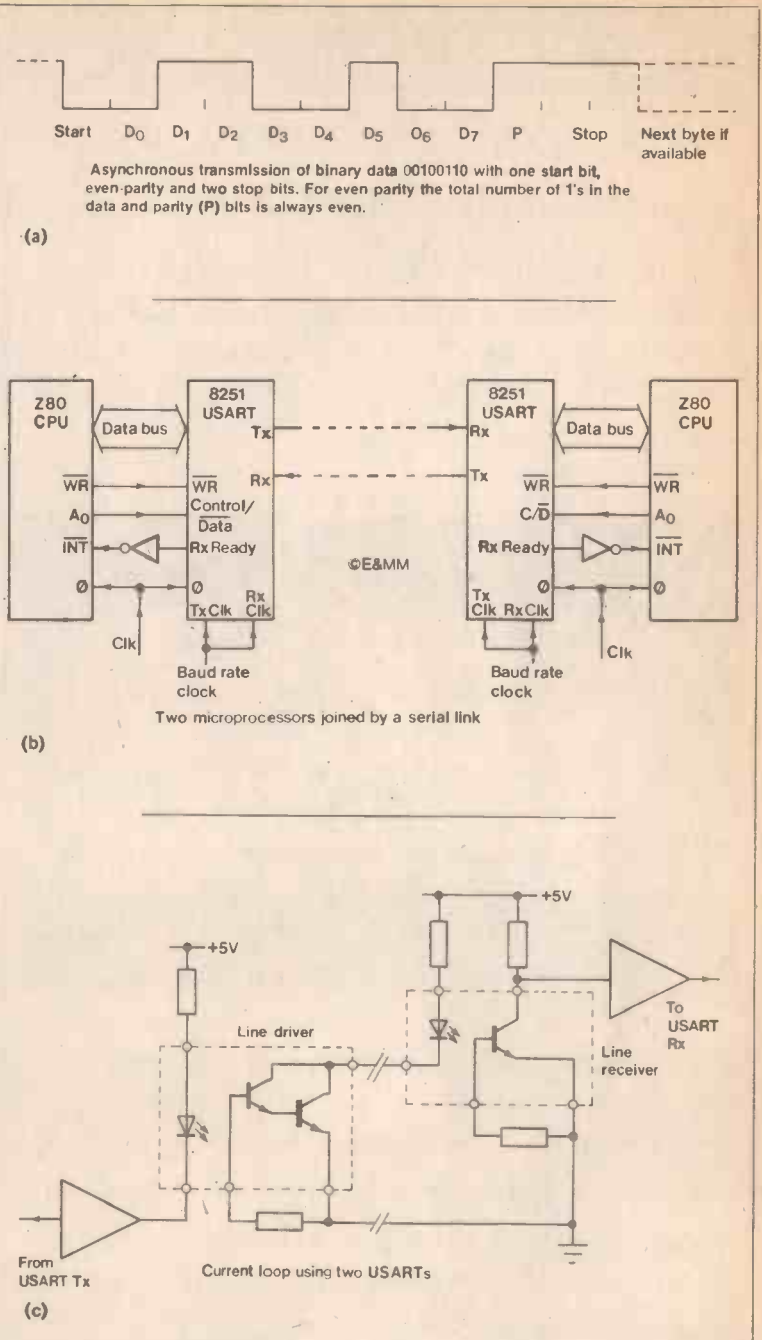 Start D0 D1 D2 D3 D4 D5 O6 D7 P Stop Next byte if
available
Asynchronous transmission of binary data 00100110 with one start bit,
even-parity and two stop bits. For even parity the total number of 1's in the
data and parity (P) bits is always even.
(a)
Z80
CPU
Data bus
8251
USART
Tx
Rx
WR
WR
A0
Control/
Data
INT
Rx Ready
Ø
Ø
Clk
Tx Clk
Rx
Clk
Baud rate
clock
©E&MM
8251
USART
Rx
Tx
Data bus
Z80
CPU
WR
WR
C/D
A0
Rx Ready
INT
Ø
Ø
Tx
Clk
Rx Clk
Clk
Baud rate
clock
Two microprocessors joined by a serial link
(b)
+5V
+5V
Line driver
To
USART
Rx
Line
receiver
From
USART Tx
Current loop using two USARTs
(c)